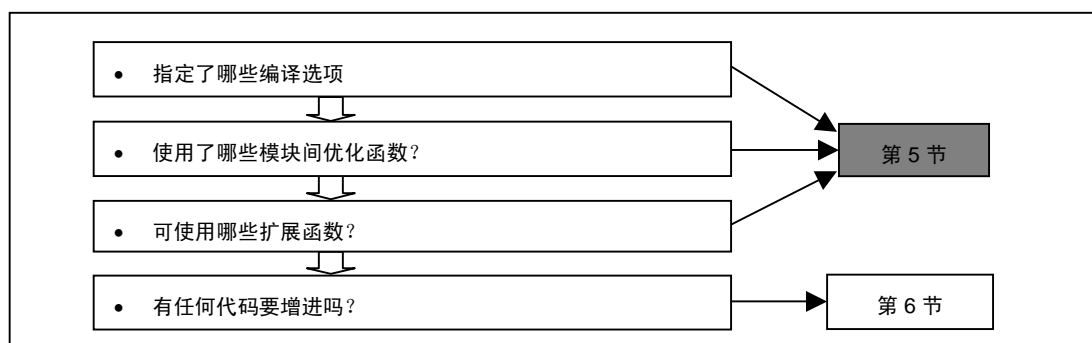 • 指定了哪些编译选项
• 使用了哪些模块间优化函数?
第 5 节
• 可使用哪些扩展函数?
• 有任何代码要增进吗?
第 6 节